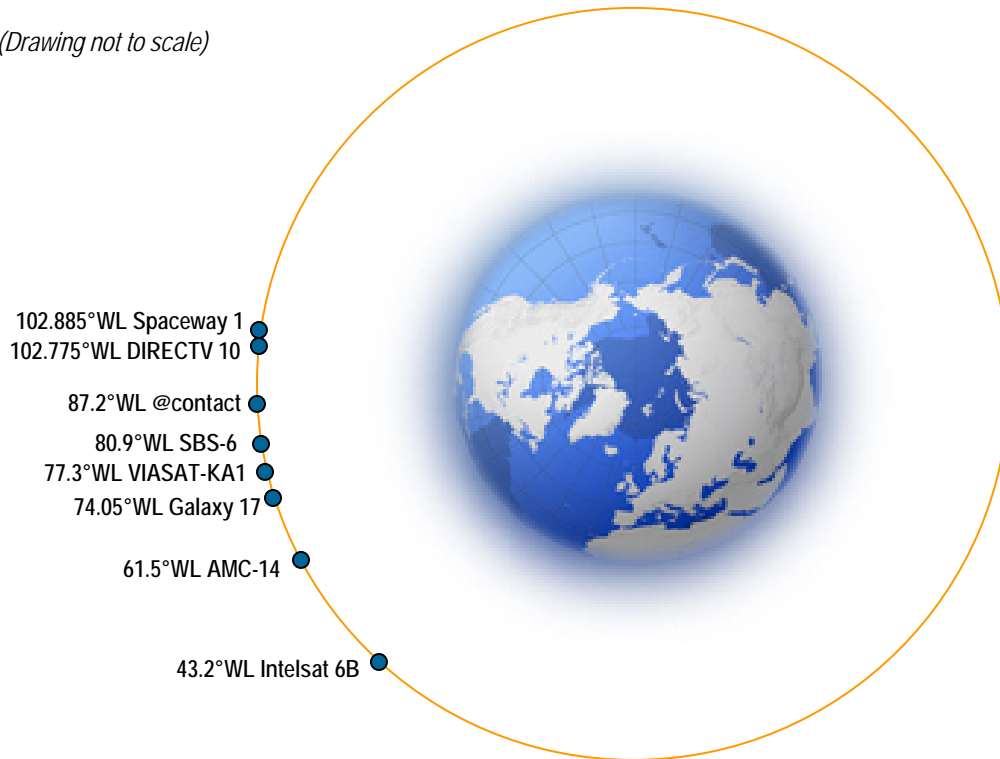 (Drawing not to scale)
102.885°WL Spaceway 1
102.775°WL DIRECTV 10
87.2°WL @contact
80.9°WL SBS-6
77.3°WL VIASAT-KA1
74.05°WL Galaxy 17
61.5°WL AMC-14
43.2°WL Intelsat 6B